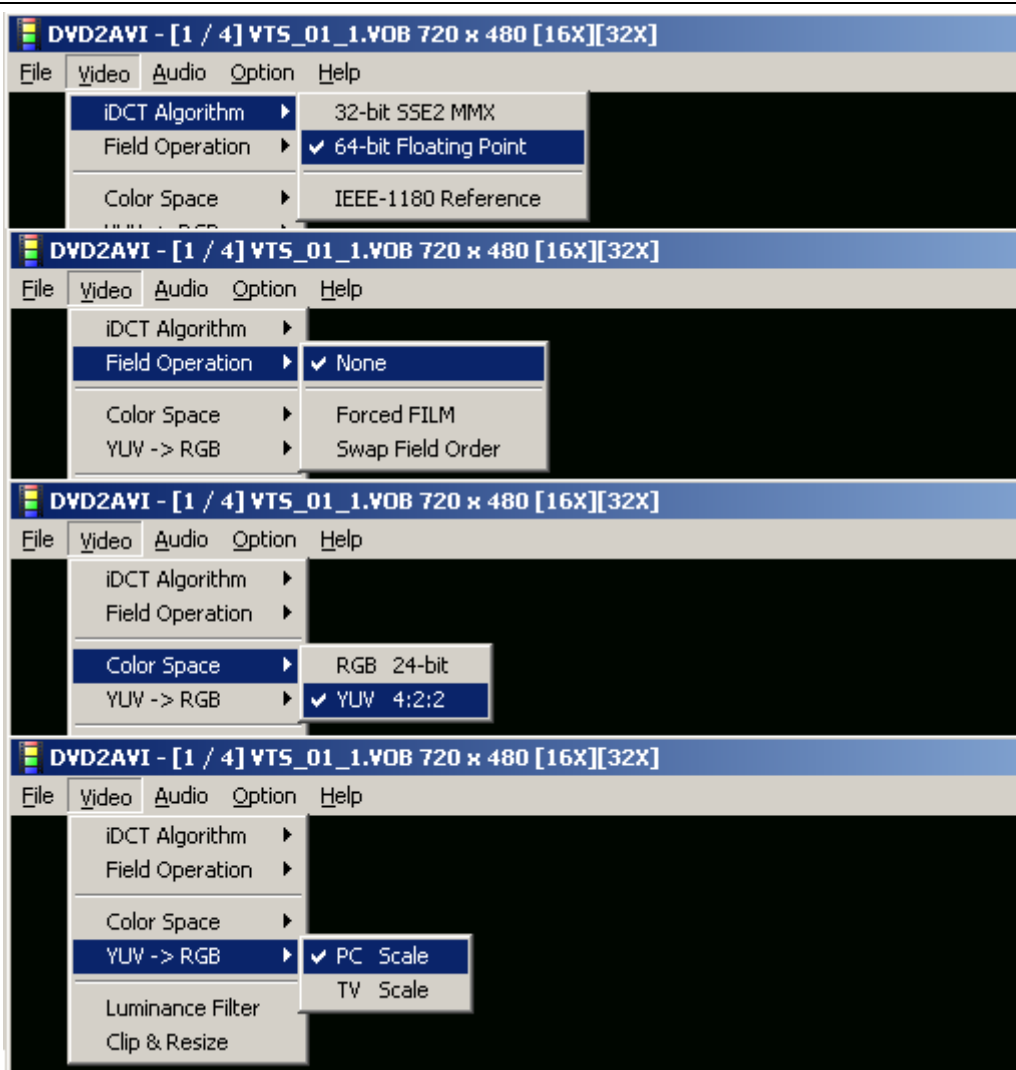 DVD2AVI - [1 / 4] VTS_01_1.VOB 720 x 480 [16X][32X]
File Video Audio Option Help
iDCT Algorithm 32-bit SSE2 MMX
Field Operation 64-bit Floating Point
Color Space IEEE-1180 Reference
DVD2AVI - [1 / 4] VTS_01_1.VOB 720 x 480 [16X][32X]
File Video Audio Option Help
iDCT Algorithm
Field Operation None
Color Space Forced FILM
YUV -> RGB Swap Field Order
DVD2AVI - [1 / 4] VTS_01_1.VOB 720 x 480 [16X][32X]
File Video Audio Option Help
iDCT Algorithm
Field Operation
Color Space RGB 24-bit
YUV -> RGB YUV 4:2:2
DVD2AVI - [1 / 4] VTS_01_1.VOB 720 x 480 [16X][32X]
File Video Audio Option Help
iDCT Algorithm
Field Operation
Color Space
YUV -> RGB PC Scale
TV Scale
Luminance Filter
Clip & Resize